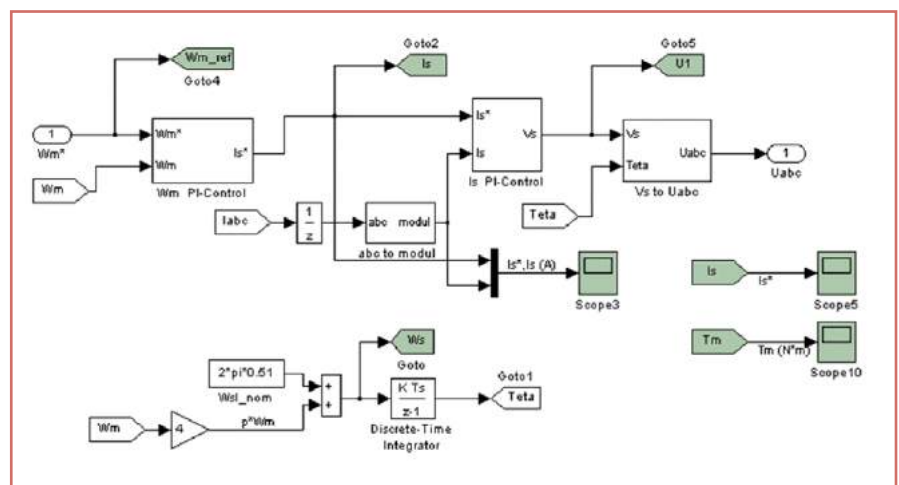 Goto2
Goto5
Wm_ref
Is
U1
Goto4
1
Wm*
Wm*
Wm
Is*
Wm PI-Control
Wm
Is*
Is
Vs
Is PI-Control
Vs
Teta
Uabc
Vs to Uabc
1
Uabc
Iabc
1
z
abc modul
abc to modul
Teta
Is*,Is (A)
Scope3
Is
Is*
Scope5
Tm
Tm (N*m)
Scope10
Ws
Goto
2*pi*0.51
Wsl_nom
+
+
K Ts
z-1
Discrete-Time
Integrator
Goto1
Teta
Wm
4
p*Wm